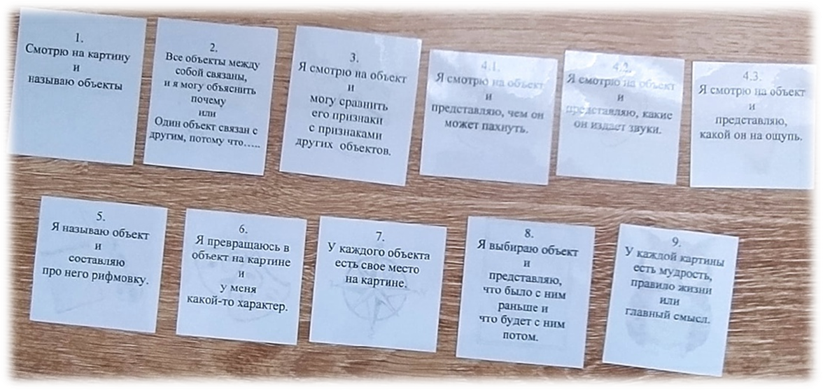 1.
Смотрю на картину
и
называю объекты
2.
Все объекты между
собой связаны,
и я могу объяснить
почему
или
Один объект связан с
другим, потому что…..
3.
Я смотрю на объект
и
могу сравнить
его признаки
с признаками
других объектов.
4.1.
Я смотрю на объект
и
представляю, чем он
может пахнуть.
4.2.
Я смотрю на объект
и
представляю, какие
он издает звуки.
4.3.
Я смотрю на объект
и
представляю,
какой он на ощупь.
5.
Я называю объект
и
составляю
про него рифмовку.
6.
Я превращаюсь в
объект на картине
и
у меня
какой-то характер.
7.
У каждого объекта
есть свое место
на картине.
8.
Я выбираю объект
и
представляю,
что было с ним
раньше и
что будет с ним
потом.
9.
У каждой картины
есть мудрость,
правило жизни
или
главный смысл.